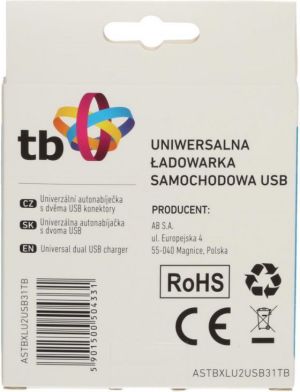 tb
UNIWERSALNA
ŁADOWARKA
SAMOCHODOWA USB
CZ Univerzální autonabíječka
s dvěma USB konektory
SK Univerzálna autonabíjačka
s dvoma USB
EN Universal dual USB charger
PRODUCENT:
AB S.A.
ul. Europejska 4
55-040 Magnice, Polska
RoHS
CE
ASTBXLU2USB31TB
5901500504331
ASTBXLU2USB31TB